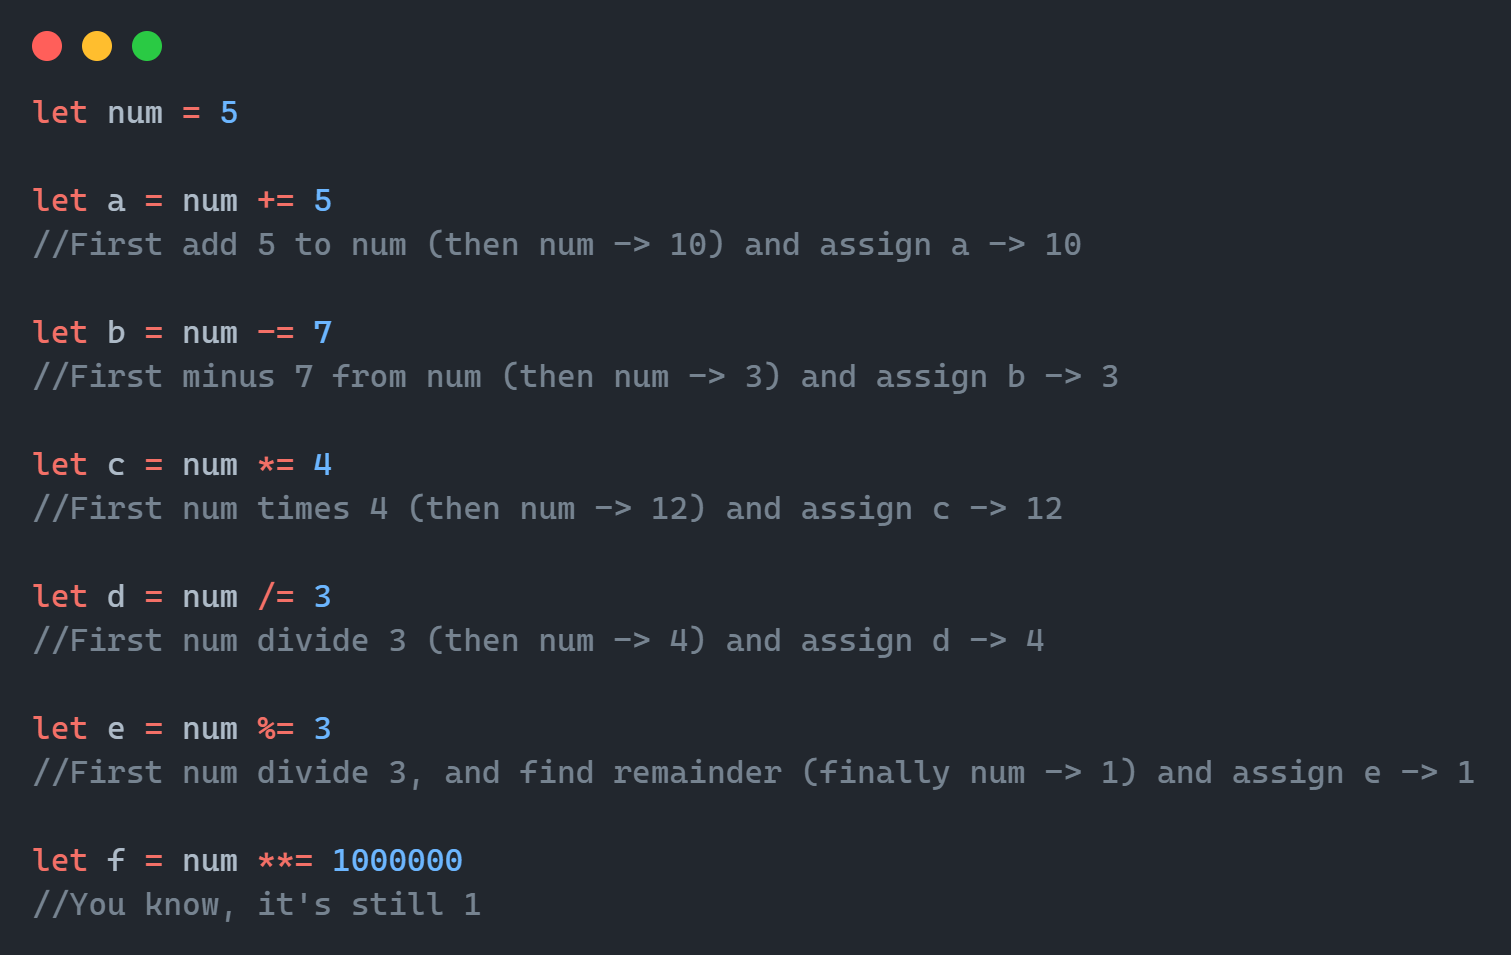 let num = 5
let a = num += 5
//First add 5 to num (then num -> 10) and assign a -> 10
let b = num -= 7
//First minus 7 from num (then num -> 3) and assign b -> 3
let c = num *= 4
//First num times 4 (then num -> 12) and assign c -> 12
let d = num /= 3
//First num divide 3 (then num -> 4) and assign d -> 4
let e = num %= 3
//First num divide 3, and find remainder (finally num -> 1) and assign e -> 1
let f = num **= 1000000
//You know, it's still 1